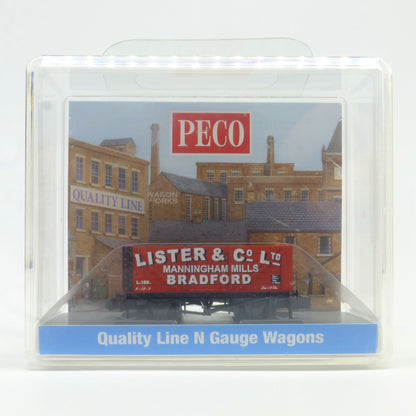 PECO
QUALITY LINE
WAGON
WORKS
LISTER & Co. LTD
MANNINGHAM MILLS
BRADFORD
Quality Line N Gauge Wagons